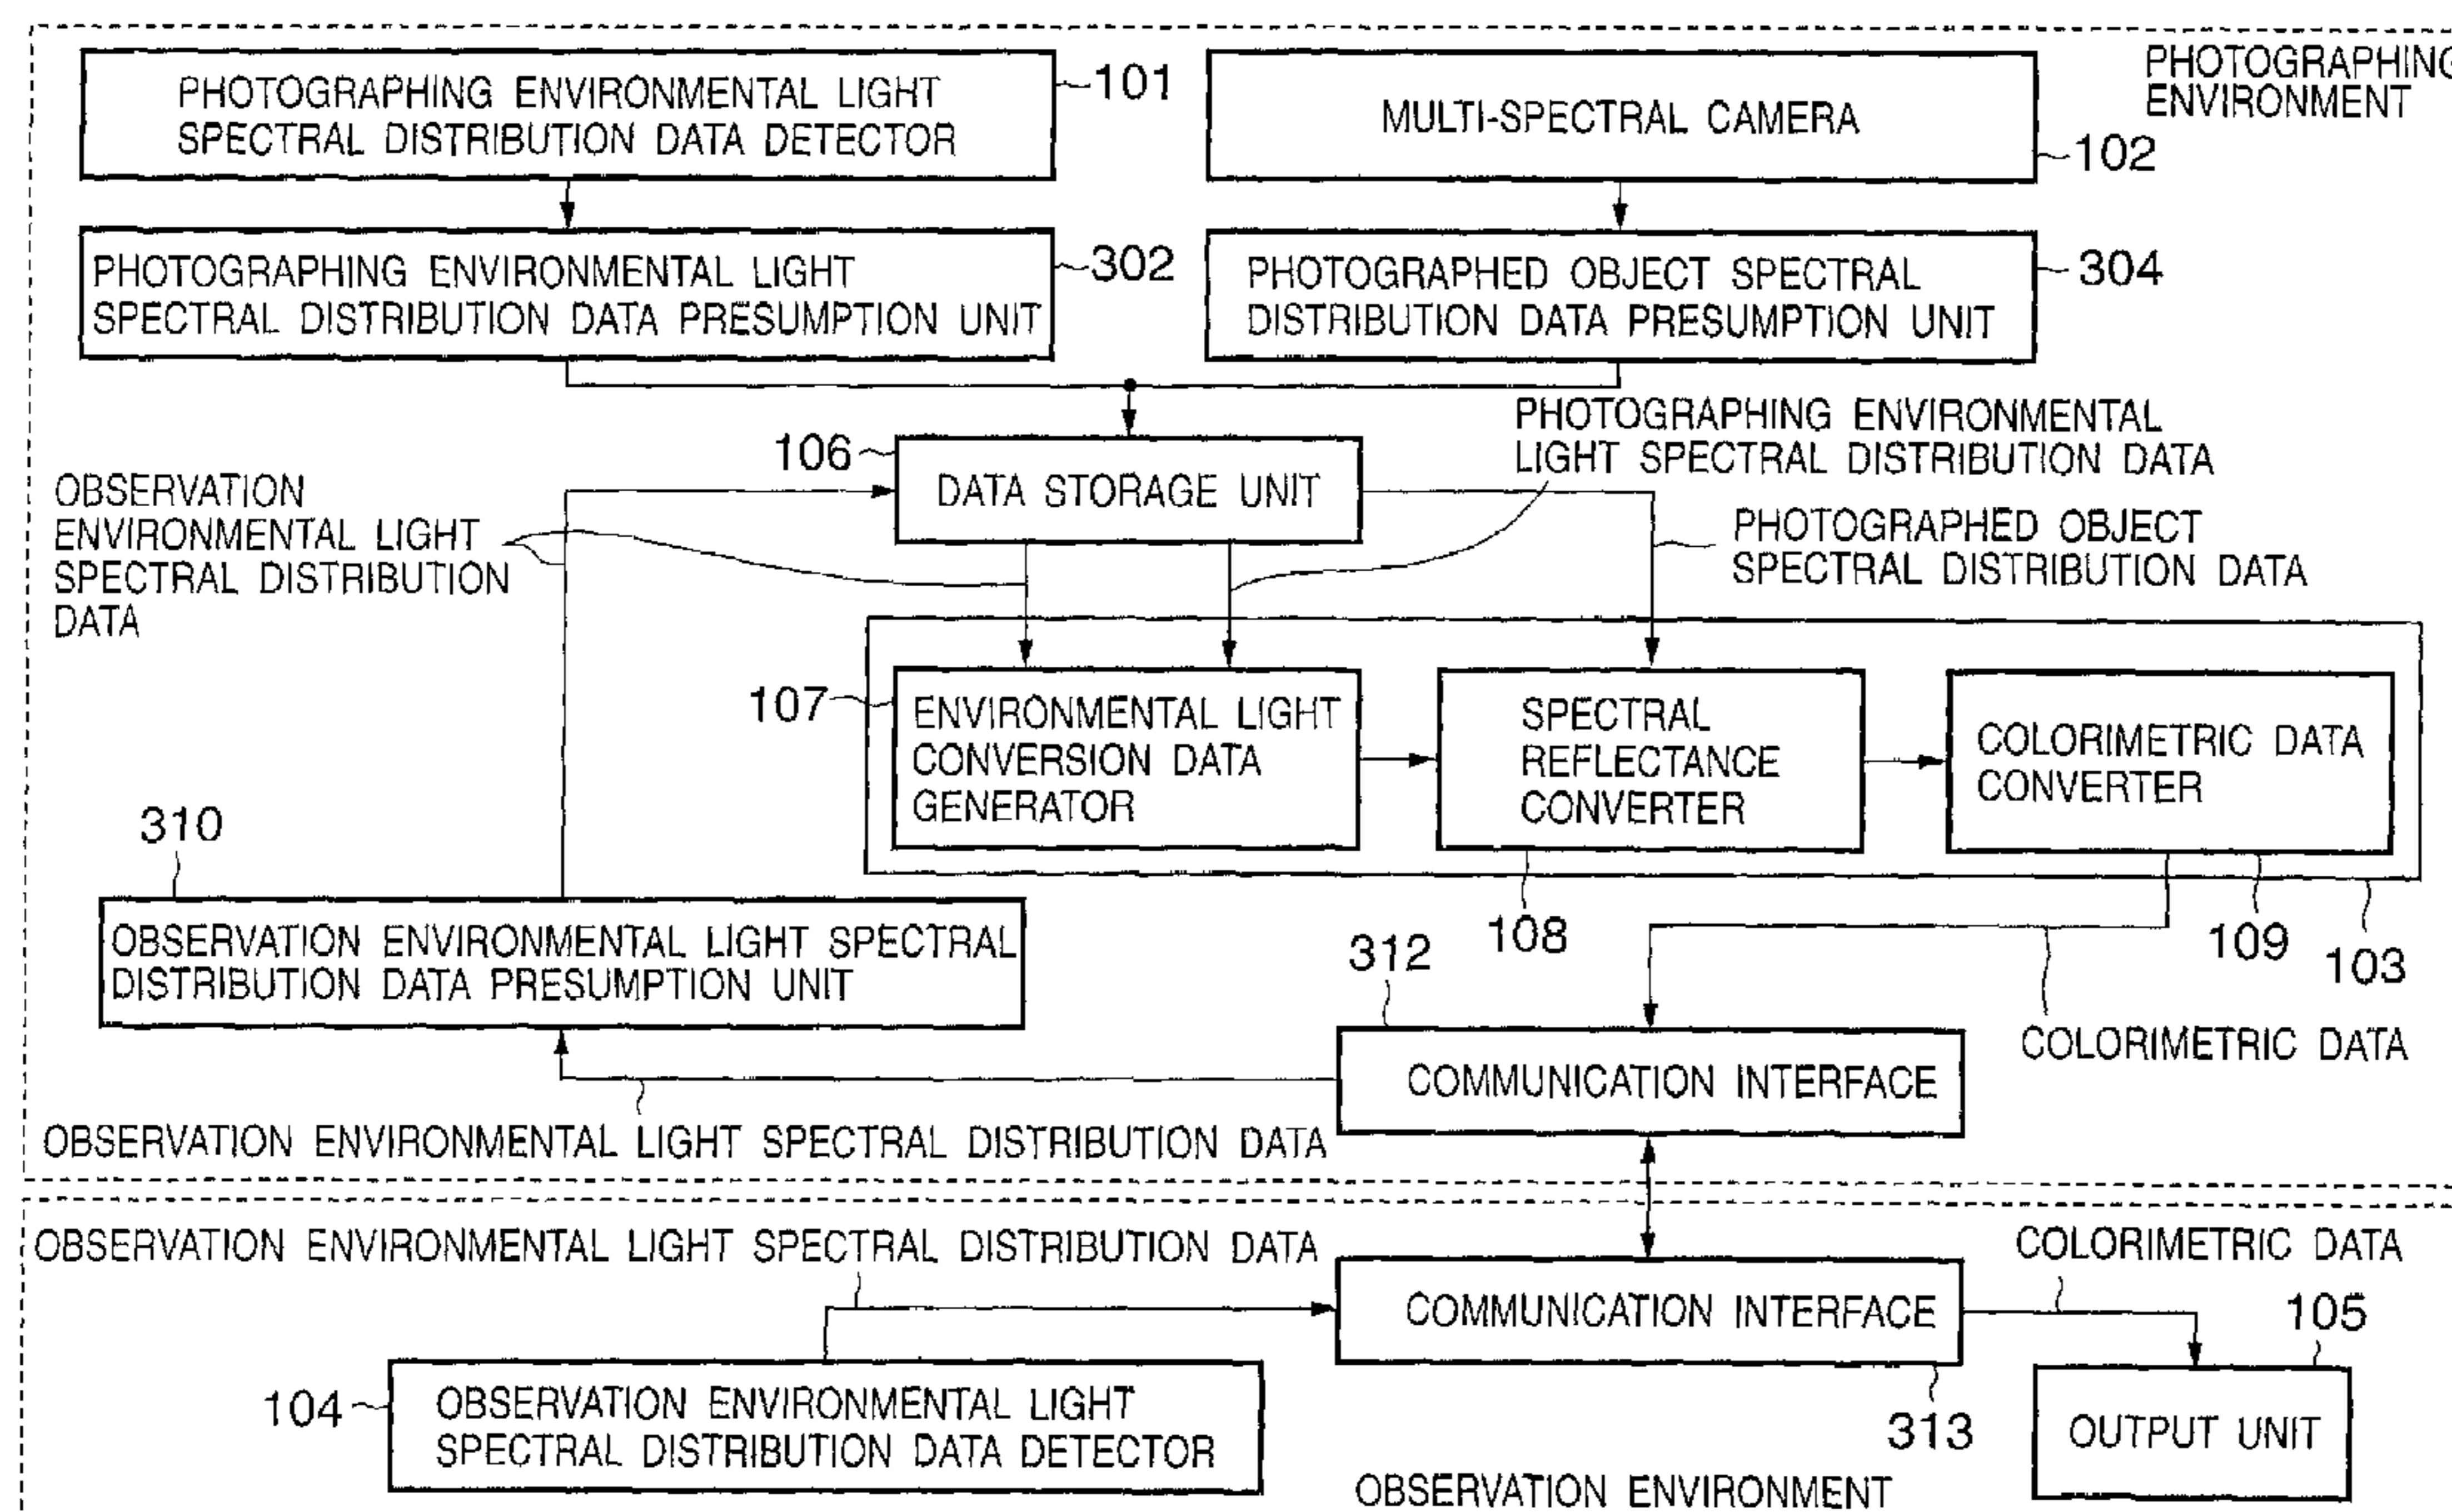 PHOTOGRAPHING ENVIRONMENTAL LIGHT
SPECTRAL DISTRIBUTION DATA DETECTOR
101
MULTI-SPECTRAL CAMERA
102
PHOTOGRAPHING
ENVIRONMENT
PHOTOGRAPHING ENVIRONMENTAL LIGHT
SPECTRAL DISTRIBUTION DATA PRESUMPTION UNIT
302
PHOTOGRAPHED OBJECT SPECTRAL
DISTRIBUTION DATA PRESUMPTION UNIT
304
PHOTOGRAPHING ENVIRONMENTAL
LIGHT SPECTRAL DISTRIBUTION DATA
106
DATA STORAGE UNIT
OBSERVATION
ENVIRONMENTAL LIGHT
SPECTRAL DISTRIBUTION
DATA
PHOTOGRAPHED OBJECT
SPECTRAL DISTRIBUTION DATA
107
ENVIRONMENTAL LIGHT
CONVERSION DATA
GENERATOR
SPECTRAL
REFLECTANCE
CONVERTER
COLORIMETRIC DATA
CONVERTER
310
108
109
103
OBSERVATION ENVIRONMENTAL LIGHT SPECTRAL
DISTRIBUTION DATA PRESUMPTION UNIT
312
COLORIMETRIC DATA
COMMUNICATION INTERFACE
OBSERVATION ENVIRONMENTAL LIGHT SPECTRAL DISTRIBUTION DATA
OBSERVATION ENVIRONMENTAL LIGHT SPECTRAL DISTRIBUTION DATA
COLORIMETRIC DATA
COMMUNICATION INTERFACE
105
104
OBSERVATION ENVIRONMENTAL LIGHT
SPECTRAL DISTRIBUTION DATA DETECTOR
313
OUTPUT UNIT
OBSERVATION ENVIRONMENT